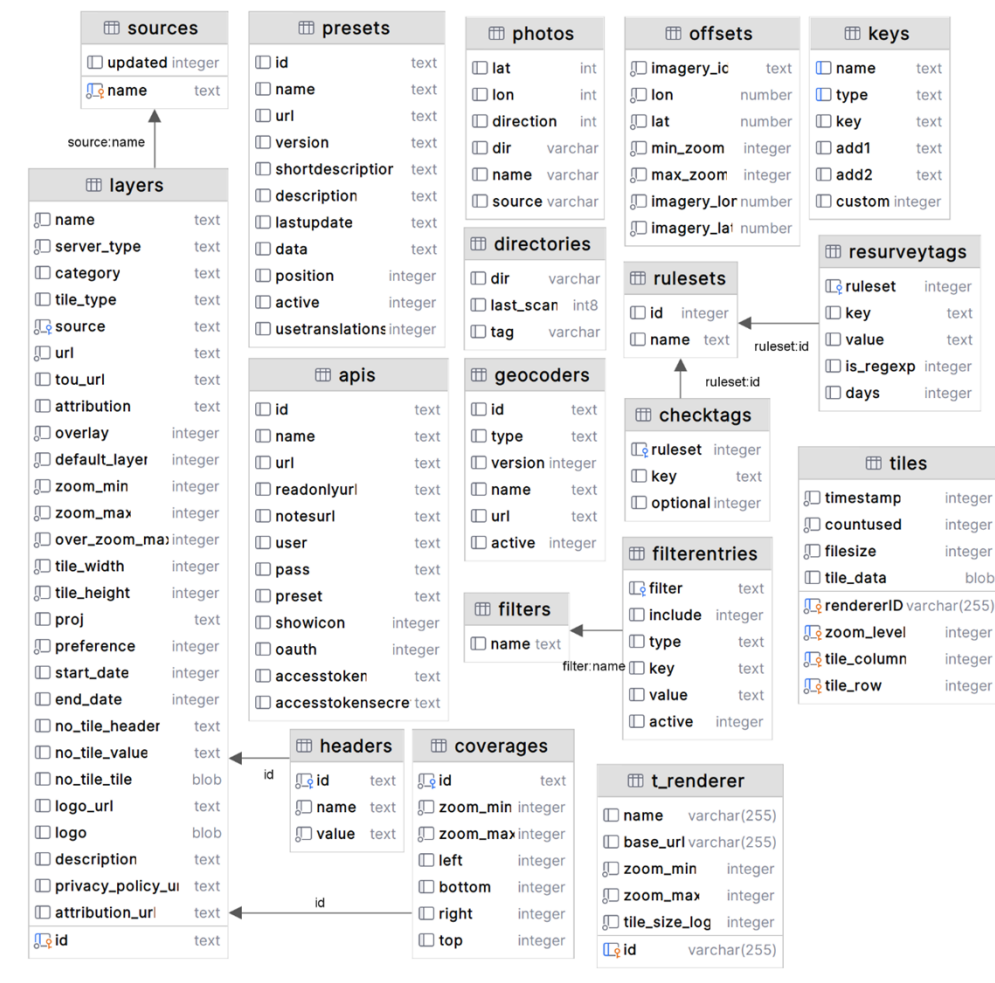 sources
updated integer
name text
source:name
layers
name text
server_type text
category text
tile_type text
source text
url text
tou_url text
attribution text
overlay integer
default_layer integer
zoom_min integer
zoom_max integer
over_zoom_max integer
tile_width integer
tile_height integer
proj text
preference integer
start_date integer
end_date integer
no_tile_header text
no_tile_value text
no_tile_tile blob
logo_url text
logo blob
description text
privacy_policy_ur text
attribution_url text
id text
presets
id text
name text
url text
version text
shortdescription text
description text
lastupdate text
data text
position integer
active integer
usetranslations integer
apis
id text
name text
url text
readonlyurl text
notesurl text
user text
pass text
preset text
showicon integer
oauth integer
accesstoken text
accesstokensecre text
headers
id text
name text
value text
id
coverages
id text
zoom_min integer
zoom_max integer
left integer
bottom integer
right integer
top integer
id
photos
lat int
lon int
direction int
dir varchar
name varchar
source varchar
directories
dir varchar
last_scan int8
tag varchar
geocoders
id text
type text
version integer
name text
url text
active integer
filters
name text
filter:name
offsets
imagery_id text
lon number
lat number
min_zoom integer
max_zoom integer
imagery_lon number
imagery_lat number
rulesets
id integer
name text
ruleset:id
checktags
ruleset integer
key text
optional integer
filterentries
filter text
include integer
type text
key text
value text
active integer
t_renderer
name varchar(255)
base_url varchar(255)
zoom_min integer
zoom_max integer
tile_size_log integer
id varchar(255)
keys
name text
type text
key text
add1 text
add2 text
custom integer
resurveytags
ruleset integer
key text
value text
is_regexp integer
days integer
ruleset:id
tiles
timestamp integer
countused integer
filesize integer
tile_data blob
rendererID varchar(255)
zoom_level integer
tile_column integer
tile_row integer